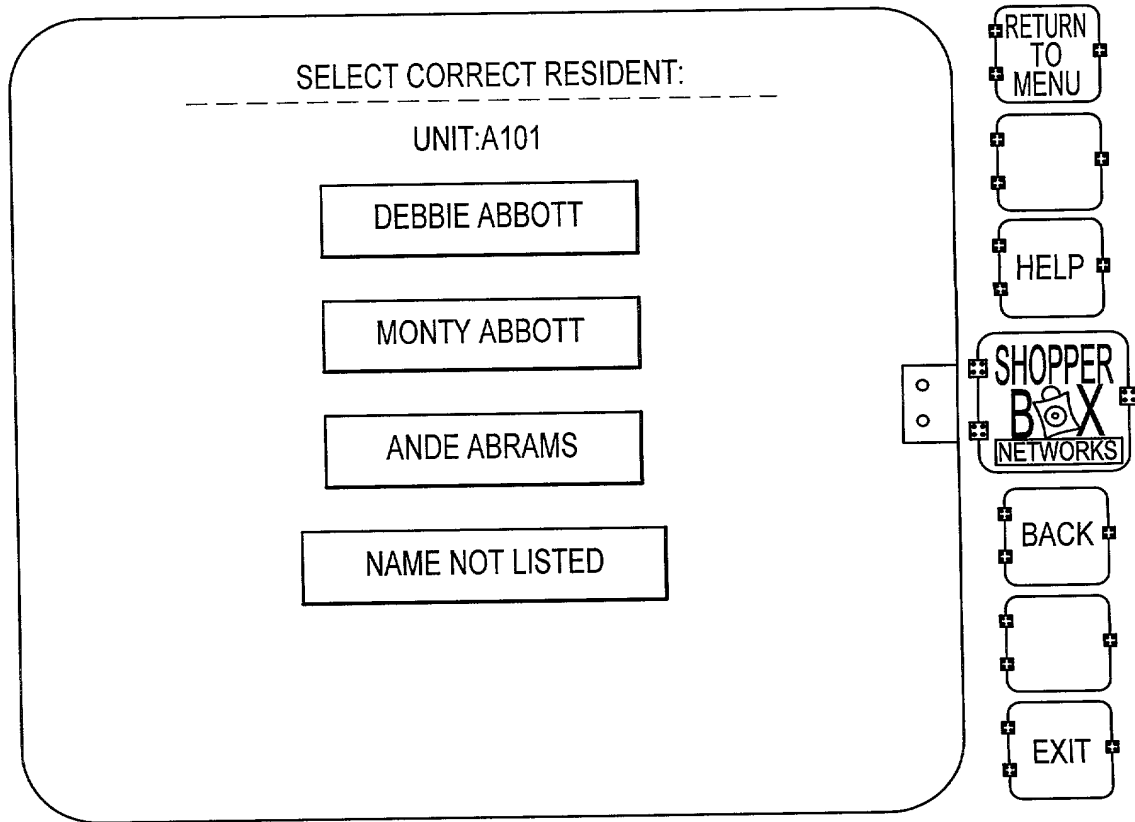 SELECT CORRECT RESIDENT:
UNIT:A101
DEBBIE ABBOTT
MONTY ABBOTT
ANDE ABRAMS
NAME NOT LISTED
RETURN
TO
MENU
HELP
SHOPPER
BOX
NETWORKS
BACK
EXIT